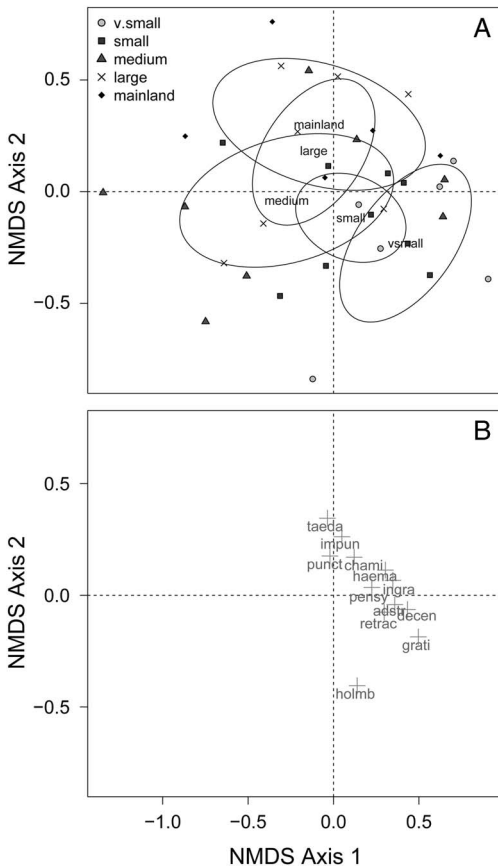 A
v.small
small
medium
large
mainland
0.5
mainland
large
0.0
medium
small
vsmall
−0.5
NMDS Axis 2
B
0.5
taeda
impun
punct
chami
haema
ingra
0.0
pensy
adstr
decen
retrac
grati
−0.5
holmb
NMDS Axis 2
−1.0
−0.5
0.0
0.5
NMDS Axis 1